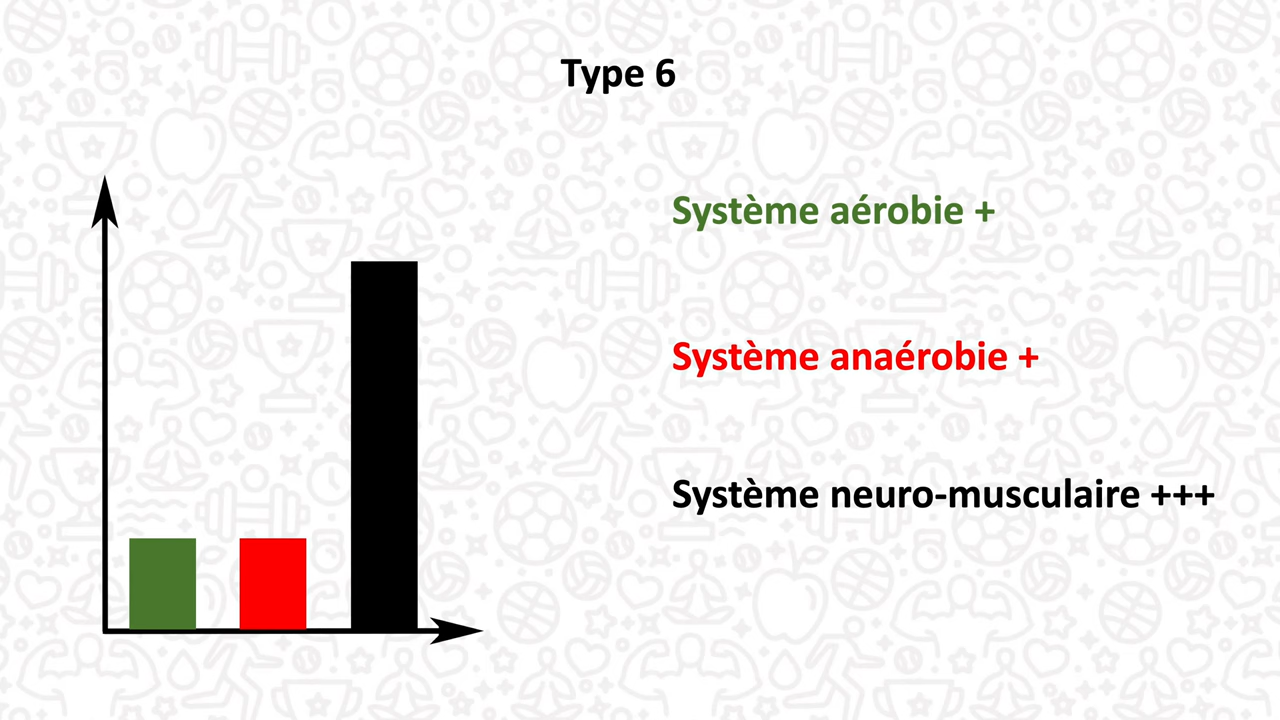 Type 6
Système aérobie +
Système anaérobie +
Système neuro-musculaire +++